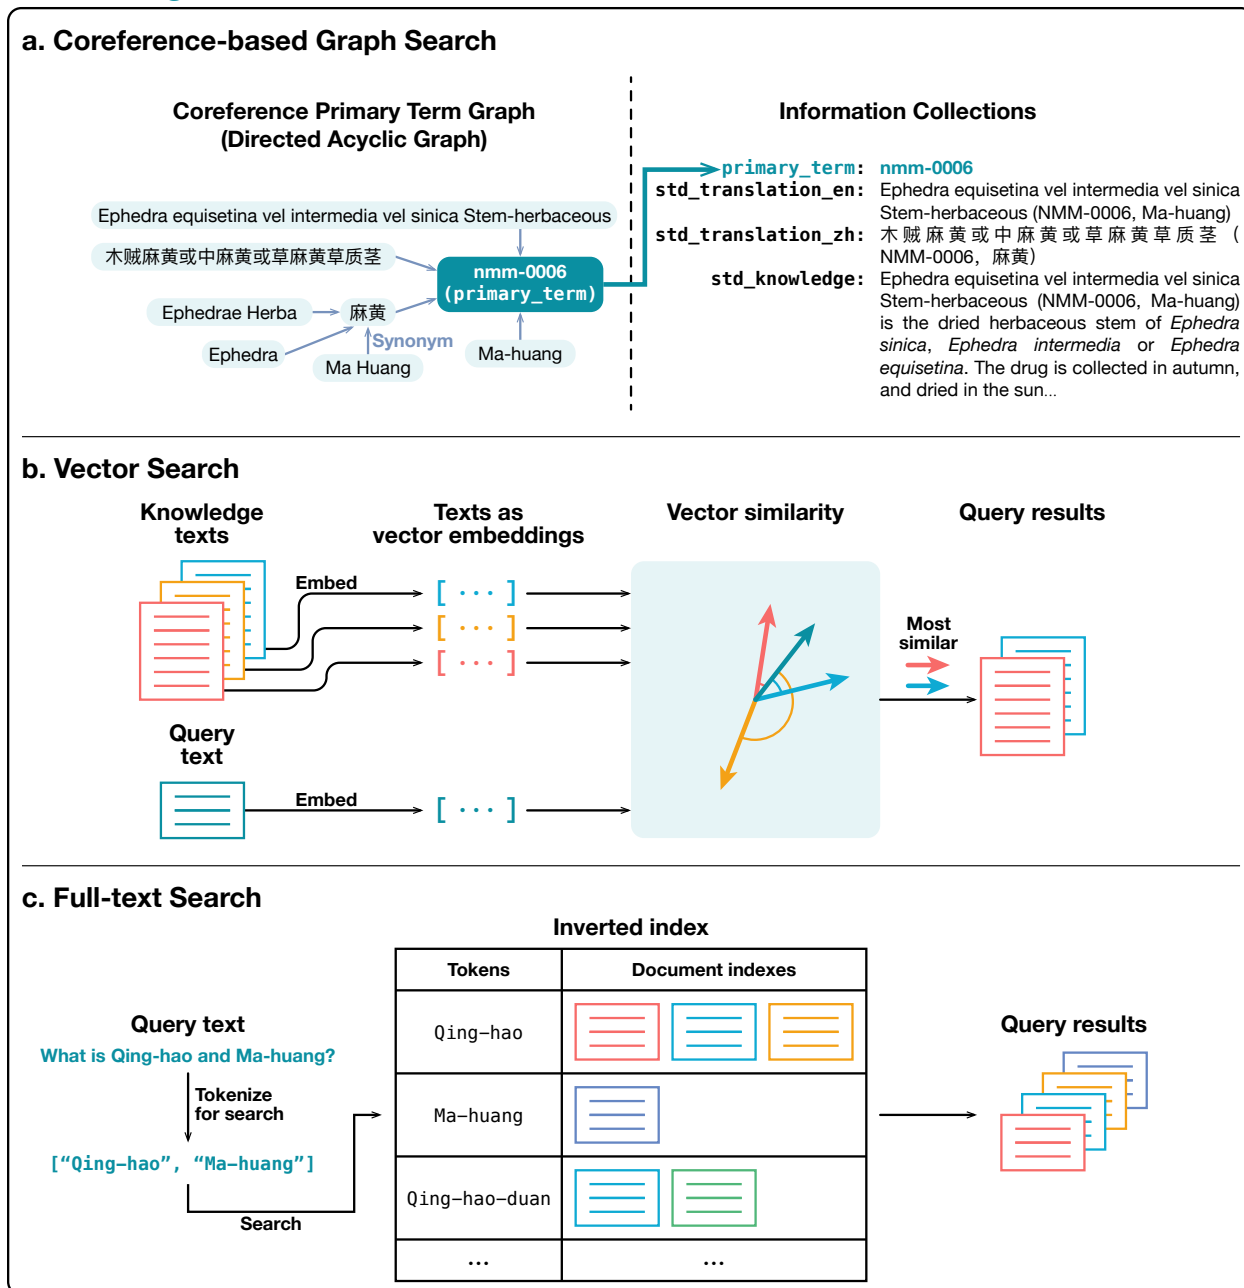 a. Coreference-based Graph Search
Coreference Primary Term Graph
(Directed Acyclic Graph)
Ephedra equisetina vel intermedia vel sinica Stem-herbaceous
木贼麻黄或中麻黄或草麻黄草质茎
nmm-0006
(primary_term)
Ephedrae Herba
麻黄
Synonym
Ephedra
Ma Huang
Ma-huang
Information Collections
primary_term: nmm-0006
std_translation_en: Ephedra equisetina vel intermedia vel sinica
Stem-herbaceous (NMM-0006, Ma-huang)
std_translation_zh: 木贼麻黄或中麻黄或草麻黄草质茎（
NMM-0006，麻黄）
std_knowledge: Ephedra equisetina vel intermedia vel sinica
Stem-herbaceous (NMM-0006, Ma-huang)
is the dried herbaceous stem of Ephedra
sinica, Ephedra intermedia or Ephedra
equisetina. The drug is collected in autumn,
and dried in the sun...
b. Vector Search
Knowledge
texts
Texts as
vector embeddings
Vector similarity
Query results
Embed
[ ··· ]
[ ··· ]
[ ··· ]
Most
similar
Query
text
Embed
[ ··· ]
c. Full-text Search
Inverted index
Tokens
Document indexes
Query text
What is Qing-hao and Ma-huang?
Tokenize
for search
[“Qing-hao”, “Ma-huang”]
Search
Qing-hao
Ma-huang
Qing-hao-duan
...
...
Query results